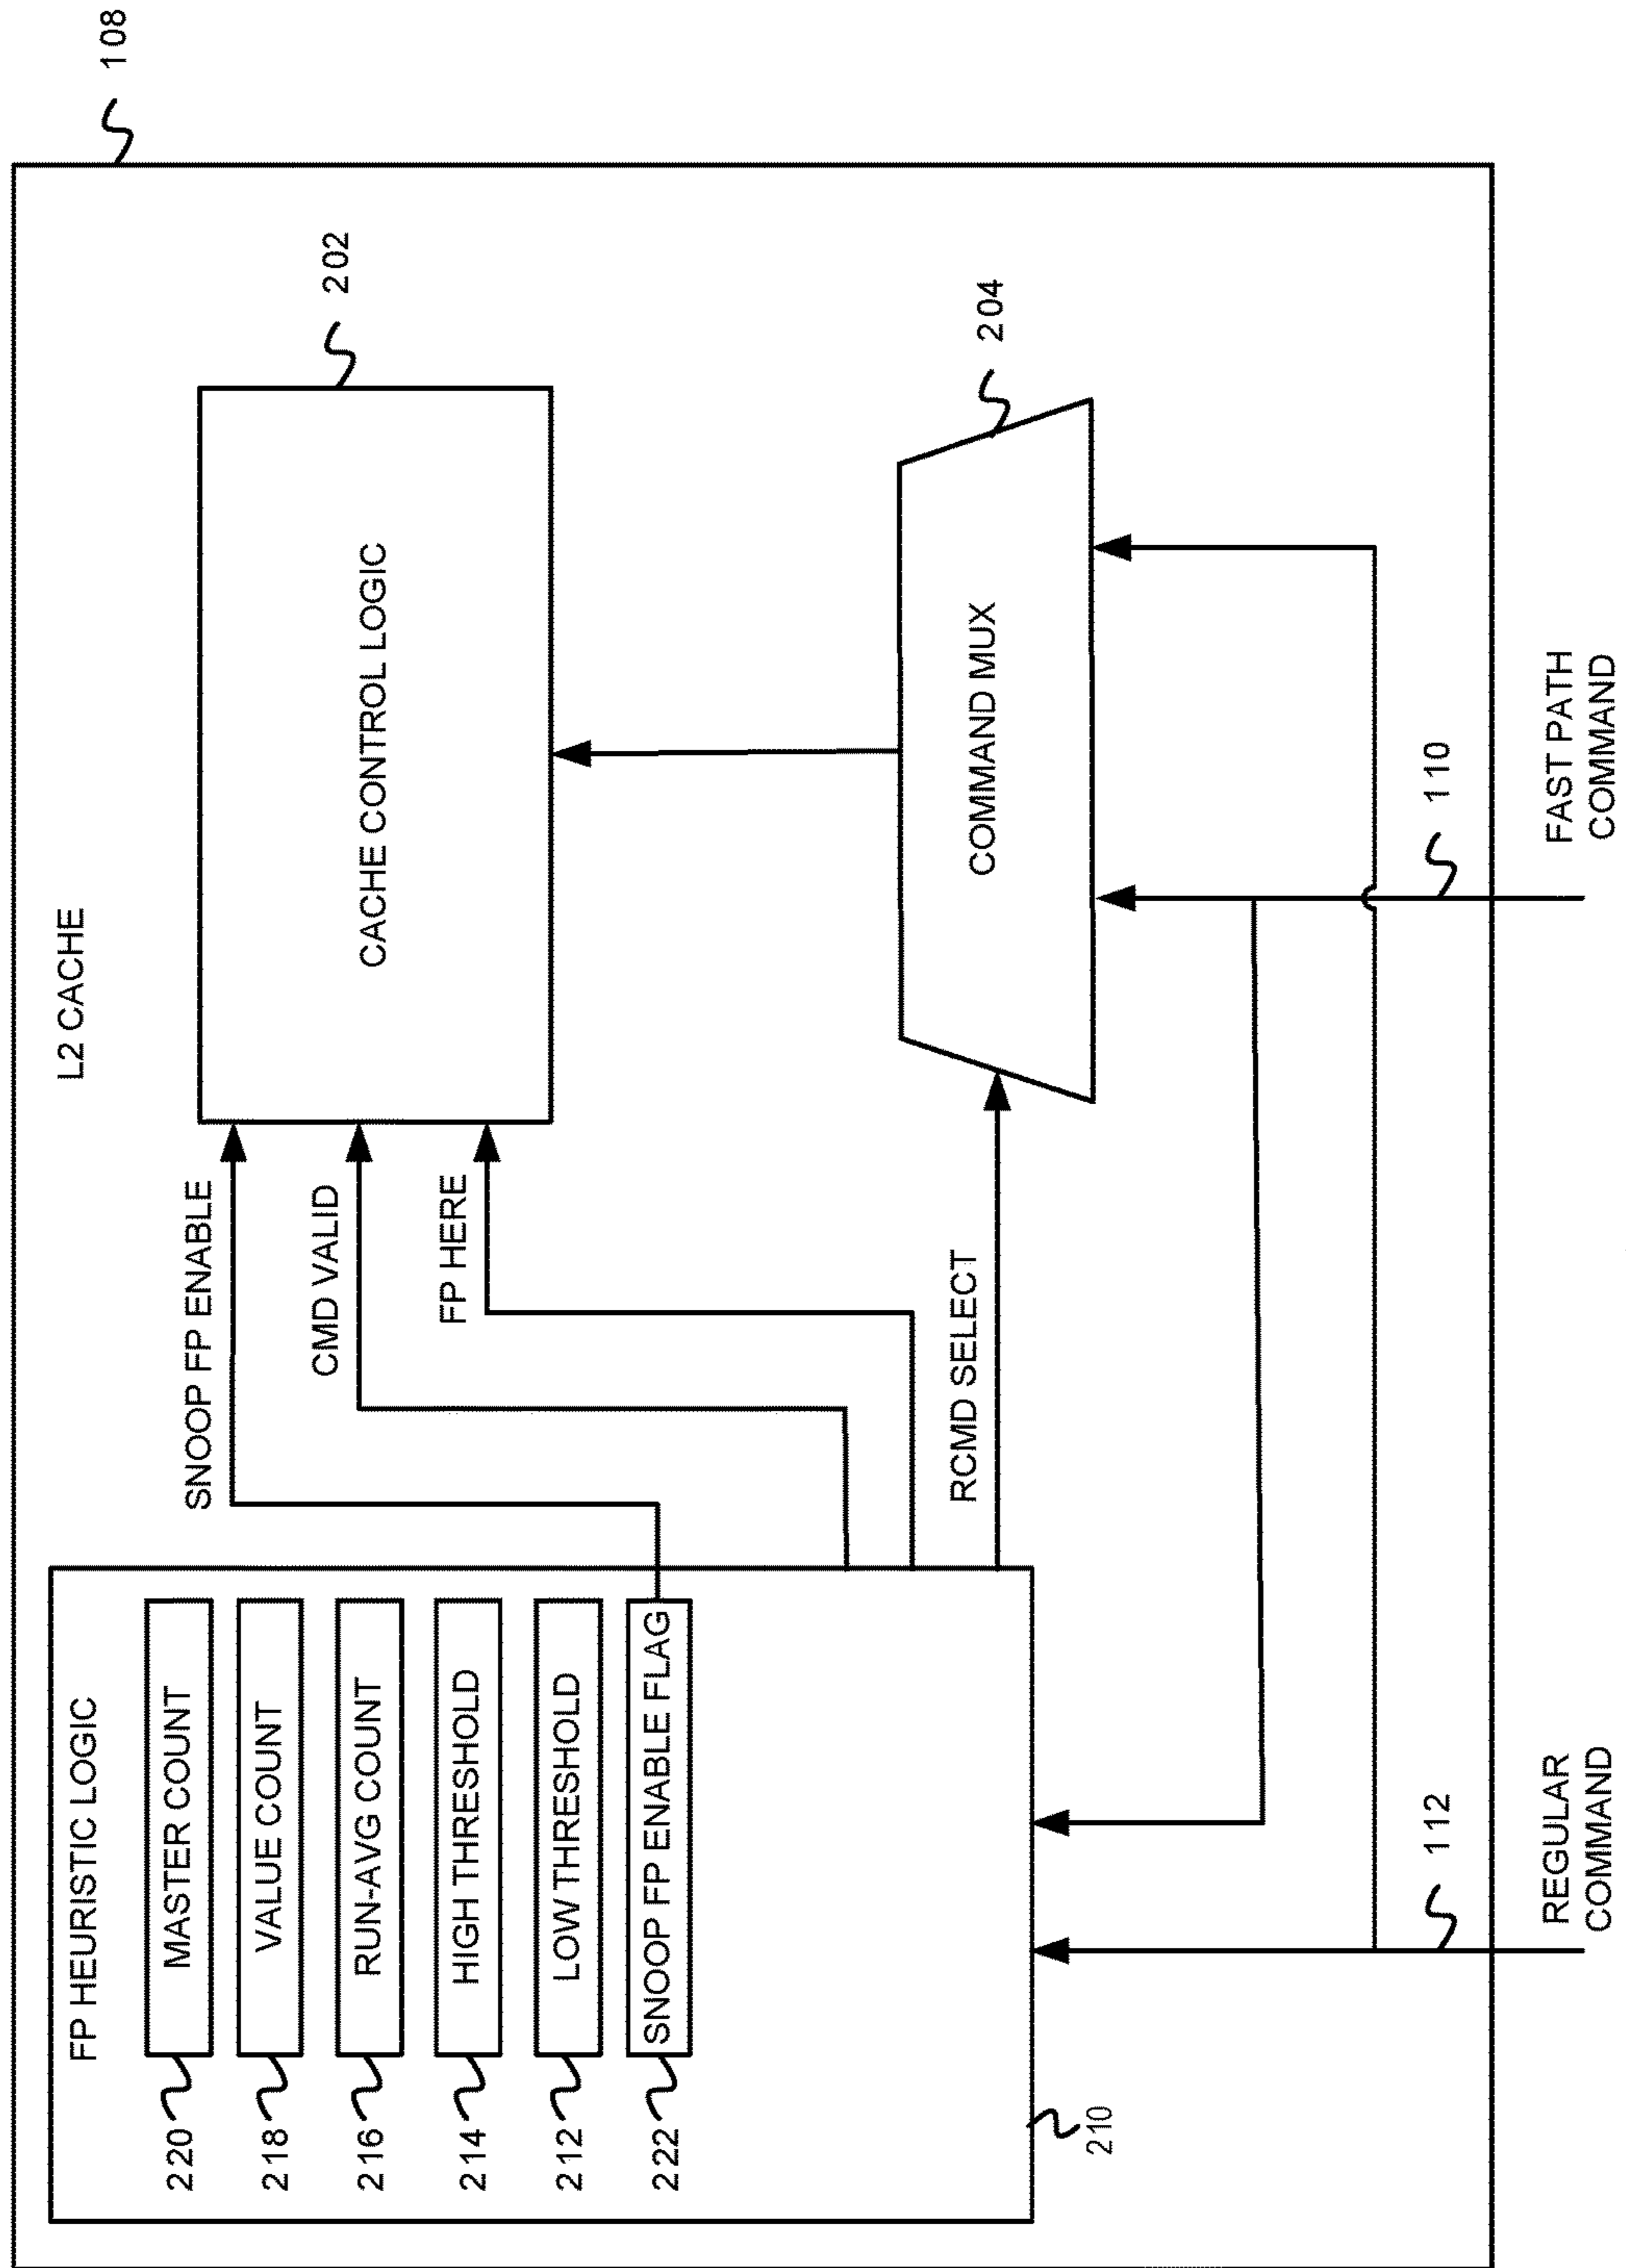 108
L2 CACHE
FP HEURISTIC LOGIC
220
MASTER COUNT
218
VALUE COUNT
216
RUN-AVG COUNT
214
HIGH THRESHOLD
212
LOW THRESHOLD
222
SNOOP FP ENABLE FLAG
210
SNOOP FP ENABLE
CMD VALID
FP HERE
RCMD SELECT
202
CACHE CONTROL LOGIC
204
COMMAND MUX
112
REGULAR
COMMAND
110
FAST PATH
COMMAND